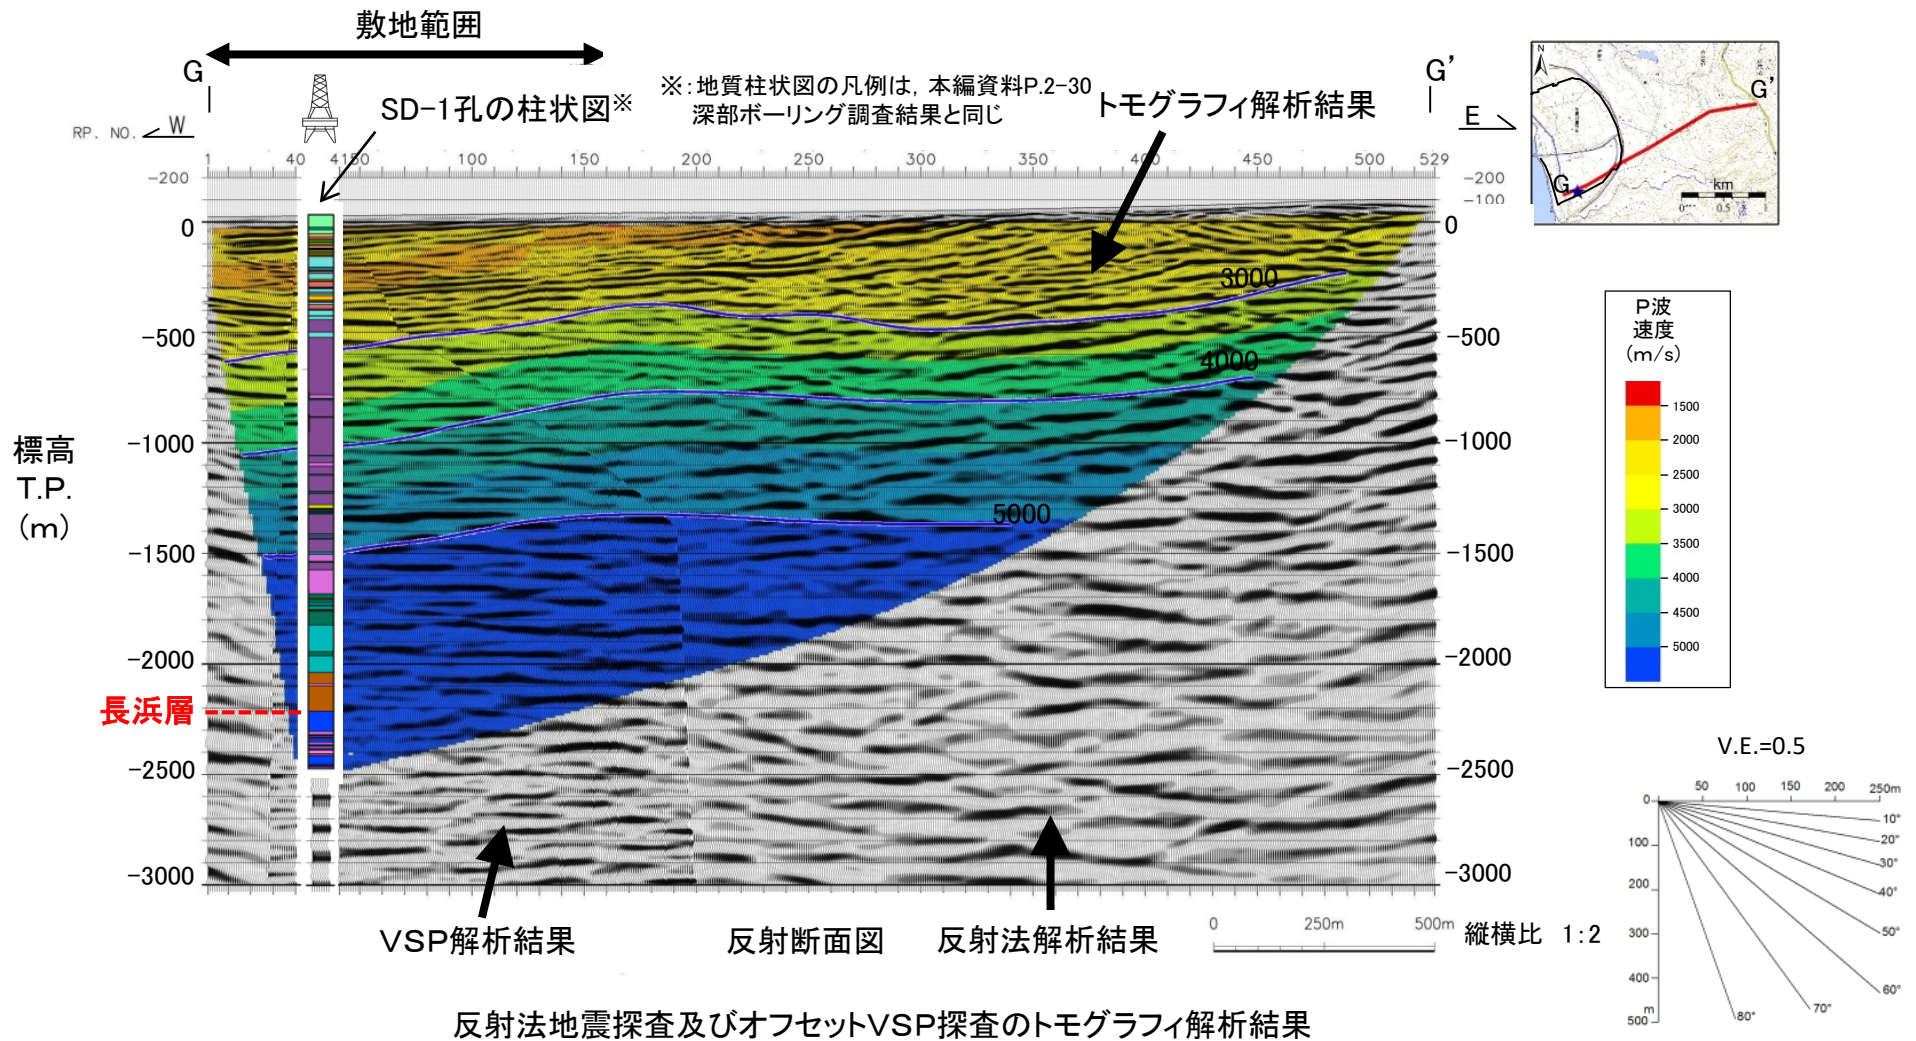 敷地範囲
G
G’
SD-1孔の柱状図※
※：地質柱状図の凡例は，本編資料P.2-30
深部ボーリング調査結果と同じ
トモグラフィ解析結果
RP. NO.
W
E
1
40
100
150
200
250
300
350
400
450
500
529
-200
0
-500
-1000
-1500
-2000
-2500
-3000
-200
-100
0
-500
-1000
-1500
-2000
-2500
-3000
標高
T.P.
(m)
長浜層
3000
4000
5000
VSP解析結果
反射断面図
反射法解析結果
0
250m
500m
縦横比 1：2
N
G
G’
km
0
0.5
1
P波
速度
(m/s)
1500
2000
2500
3000
3500
4000
4500
5000
V.E.=0.5
0
50
100
150
200
250m
100
200
300
400
m
500
10°
20°
30°
40°
50°
60°
70°
80°
反射法地震探査及びオフセットVSP探査のトモグラフィ解析結果